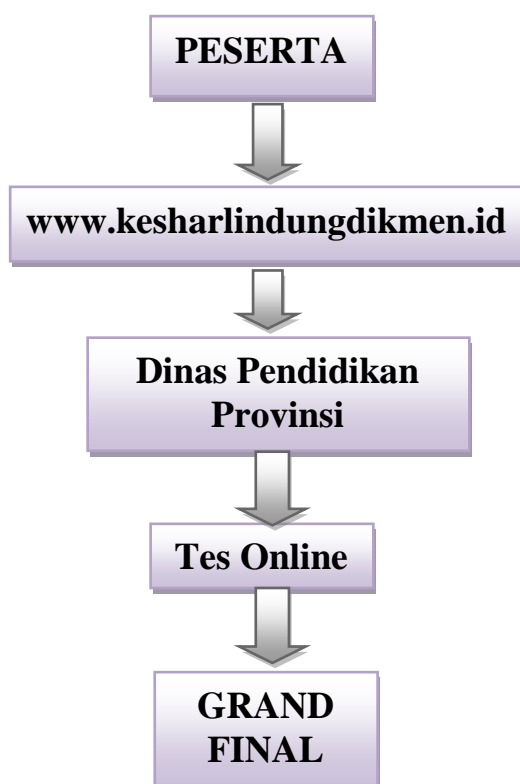 PESERTA
www.kesharlindungdikmen.id
Dinas Pendidikan
Provinsi
Tes Online
GRAND
FINAL